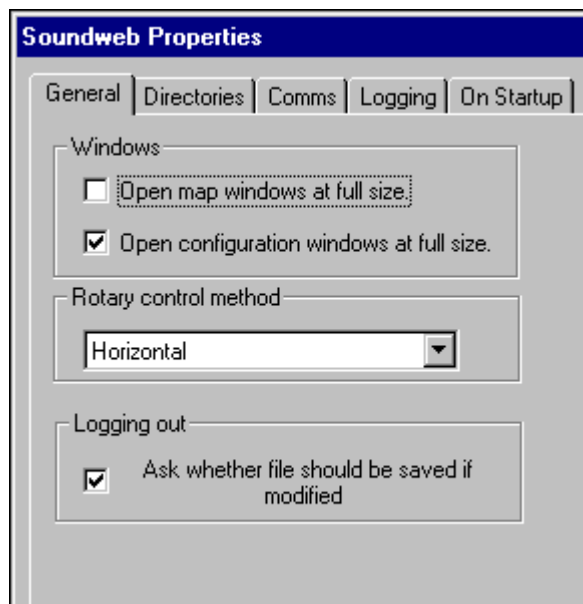 Soundweb Properties
General Directories Comms Logging On Startup
Windows
Open map windows at full size.
Open configuration windows at full size.
Rotary control method
Horizontal
Logging out
Ask whether file should be saved if
modified